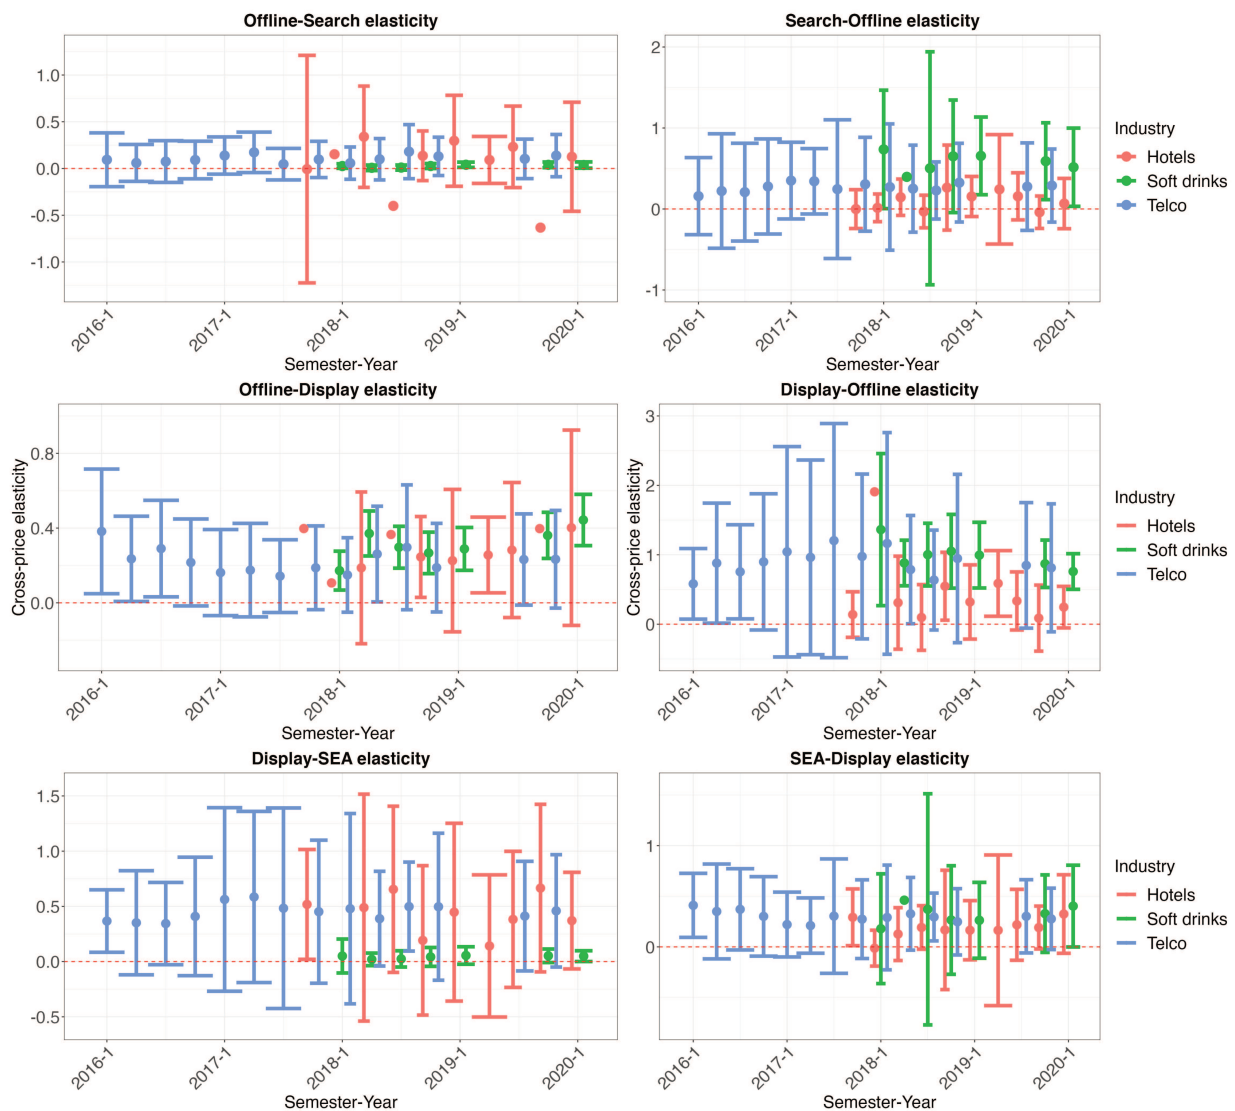 Offline-Search elasticity
Search-Offline elasticity
1.0
0.5
0.0
-0.5
-1.0
2016-1
2017-1
2018-1
2019-1
2020-1
Semester-Year
2
1
0
-1
2016-1
2017-1
2018-1
2019-1
2020-1
Semester-Year
Industry
Hotels
Soft drinks
Telco
Offline-Display elasticity
Display-Offline elasticity
Cross-price elasticity
0.8
0.4
0.0
2016-1
2017-1
2018-1
2019-1
2020-1
Semester-Year
Cross-price elasticity
3
2
1
0
2016-1
2017-1
2018-1
2019-1
2020-1
Semester-Year
Industry
Hotels
Soft drinks
Telco
Display-SEA elasticity
SEA-Display elasticity
1.5
1.0
0.5
0.0
-0.5
2016-1
2017-1
2018-1
2019-1
2020-1
Semester-Year
1
0
2016-1
2017-1
2018-1
2019-1
2020-1
Semester-Year
Industry
Hotels
Soft drinks
Telco